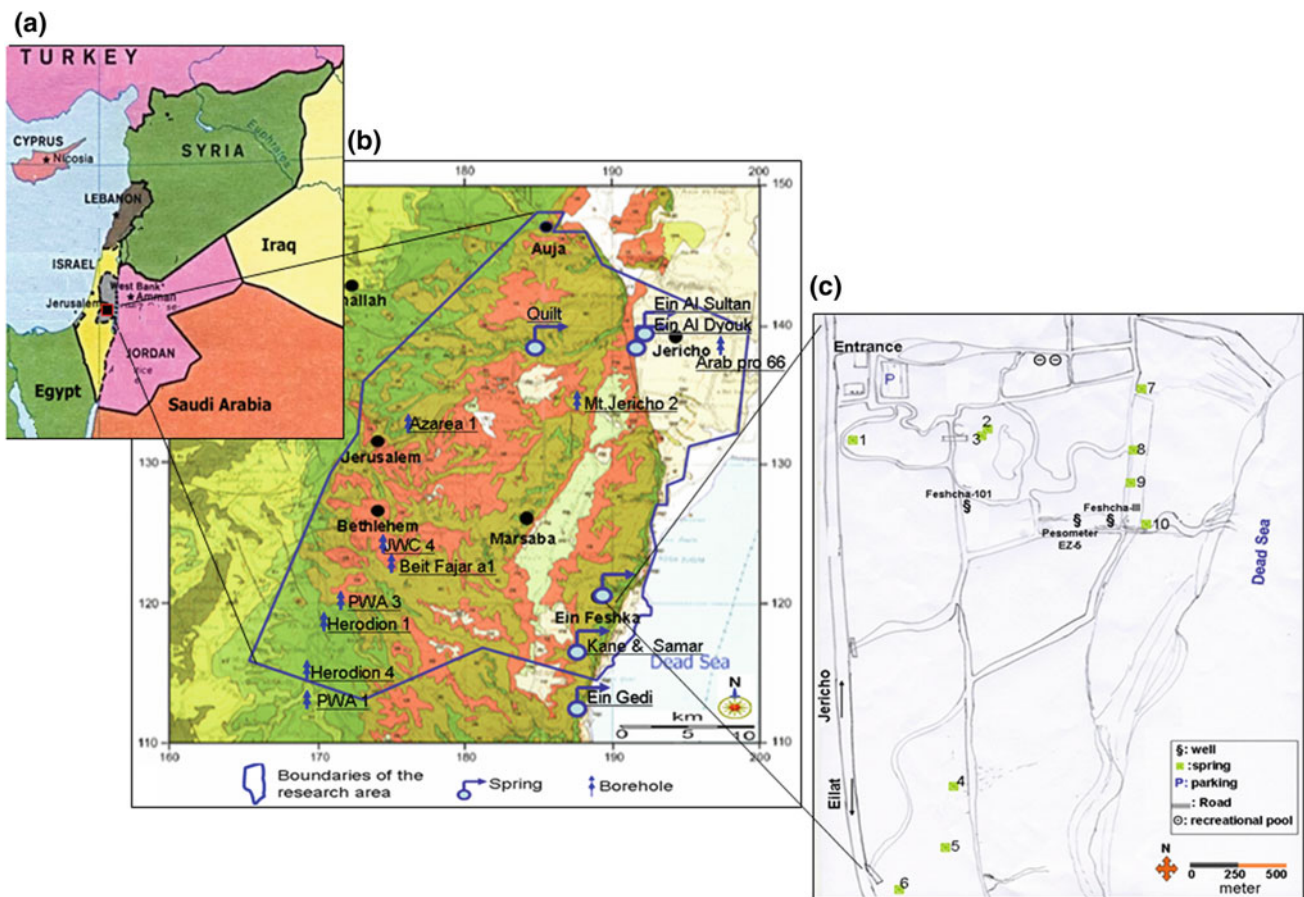 (a)
TURKEY
CYPRUS
Nicosia
SYRIA
Euphrates
LEBANON
ISRAEL
Iraq
West Bank
Amman
Jerusalem
JORDAN
Egypt
Saudi Arabia
(b)
180
190
200
150
Auja
allah
Quilt
Ein Al Sultan
Ein Al Dyouk
140
Jericho
Arab pro 66
Mt.Jericho 2
Azarea 1
130
Jerusalem
Bethlehem
JWC 4
Marsaba
Beit Fajar a1
120
PWA 3
Herodion 1
Ein Feshka
Kane & Samar
Dead Sea
Herodion 4
PWA 1
Ein Gedi
N
km
0 5 10
110
160
170
180
190
200
Boundaries of the research area
Spring
Borehole
(c)
Entrance
P
7
1
2
3
8
9
Feshcha-101
Feshcha-III
10
Pesometer
EZ-5
Dead Sea
Jericho
Eilat
4
5
6
§: well
:spring
P: parking
: Road
: recreational pool
N
0 250 500
meter